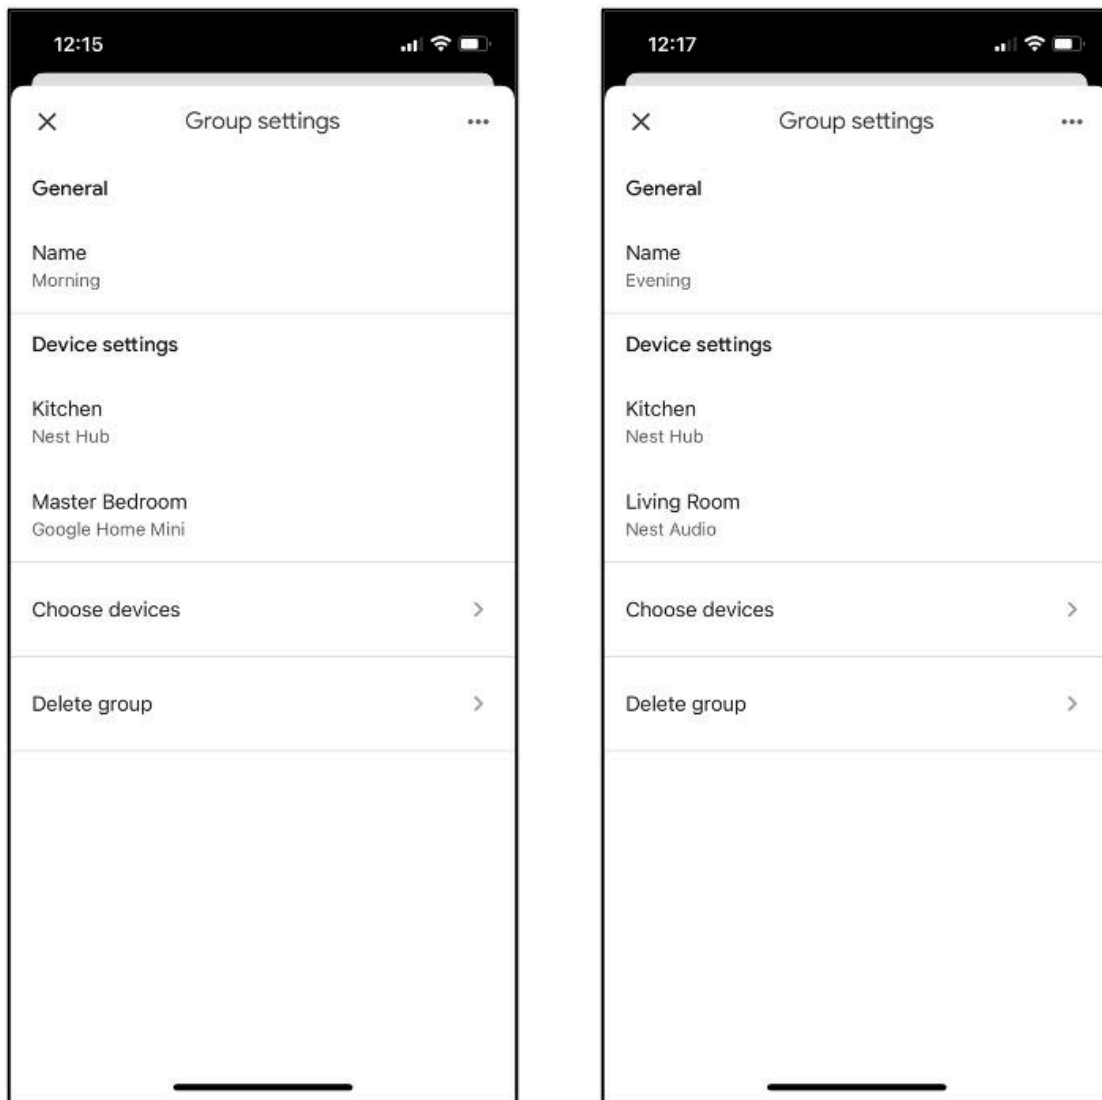 12:15
Group settings
General
Name
Morning
Device settings
Kitchen
Nest Hub
Master Bedroom
Google Home Mini
Choose devices
Delete group
12:17
Group settings
General
Name
Evening
Device settings
Kitchen
Nest Hub
Living Room
Nest Audio
Choose devices
Delete group